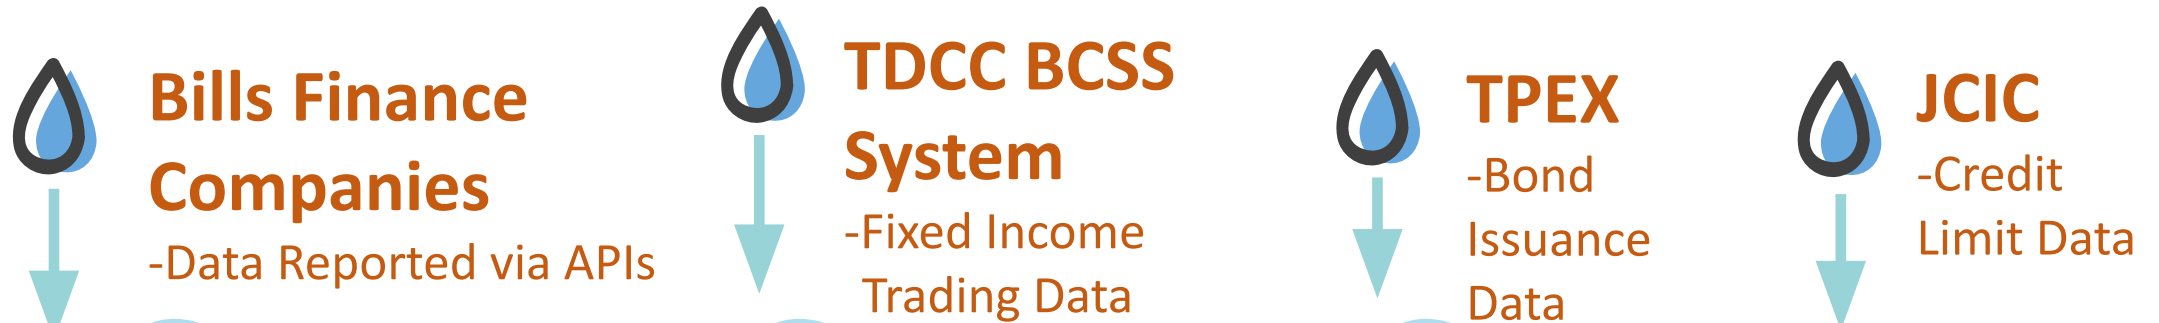 Bills Finance
Companies
-Data Reported via APIs
TDCC BCSS
System
-Fixed Income
Trading Data
TPEX
-Bond
Issuance
Data
JCIC
-Credit
Limit Data